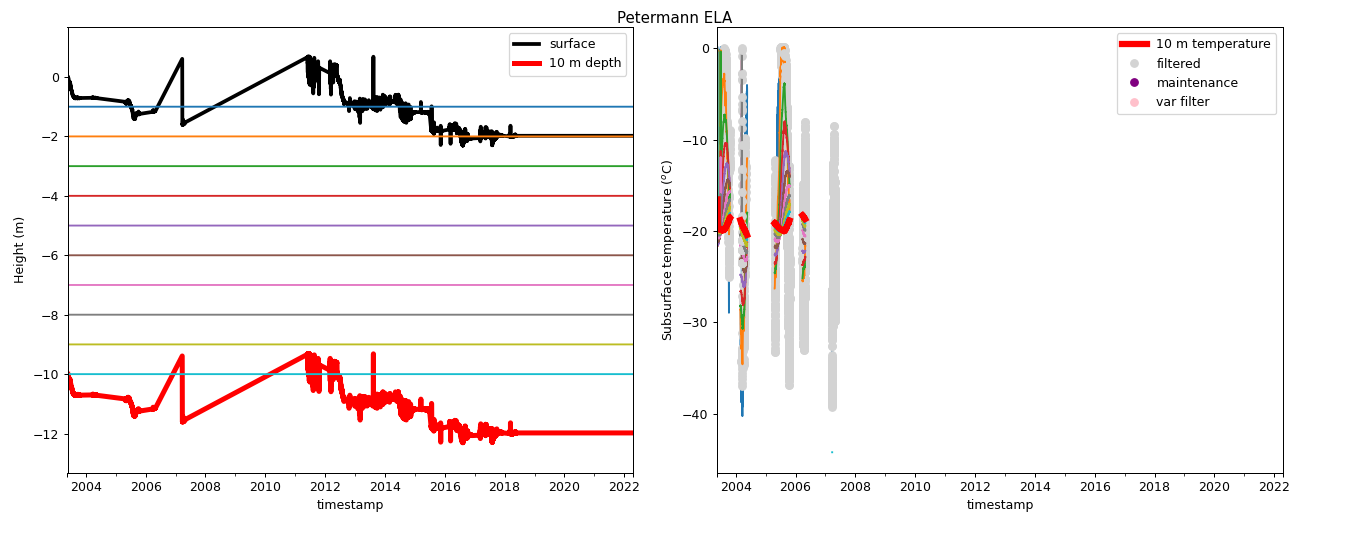 Petermann ELA
surface
10 m depth
Height (m)
0
−2
−4
−6
−8
−10
−12
2004 2006 2008 2010 2012 2014 2016 2018 2020 2022
timestamp
10 m temperature
filtered
maintenance
var filter
Subsurface temperature (°C)
0
−10
−20
−30
−40
2004 2006 2008 2010 2012 2014 2016 2018 2020 2022
timestamp